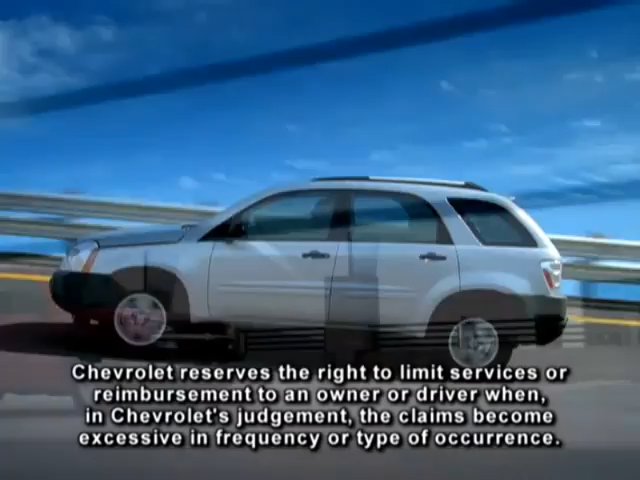 Chevrolet reserves the right to limit services or
reimbursement to an owner or driver when,
in Chevrolet's judgement, the claims become
excessive in frequency or type of occurrence.